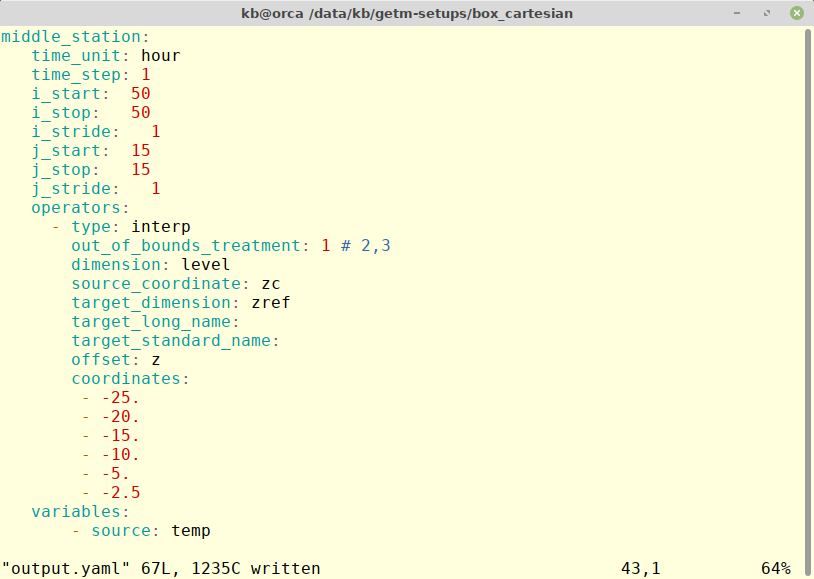 kb@orca /data/kb/getm-setups/box_cartesian
middle_station:
   time_unit: hour
   time_step: 1
   i_start:  50
   i_stop:   50
   i_stride:   1
   j_start:  15
   j_stop:   15
   j_stride:   1
   operators:
     - type: interp
       out_of_bounds_treatment: 1 # 2,3
       dimension: level
       source_coordinate: zc
       target_dimension: zref
       target_long_name:
       target_standard_name:
       offset: z
       coordinates:
        - -25.
        - -20.
        - -15.
        - -10.
        - -5.
        - -2.5
   variables:
       - source: temp
"output.yaml" 67L, 1235C written                              43,1          64%